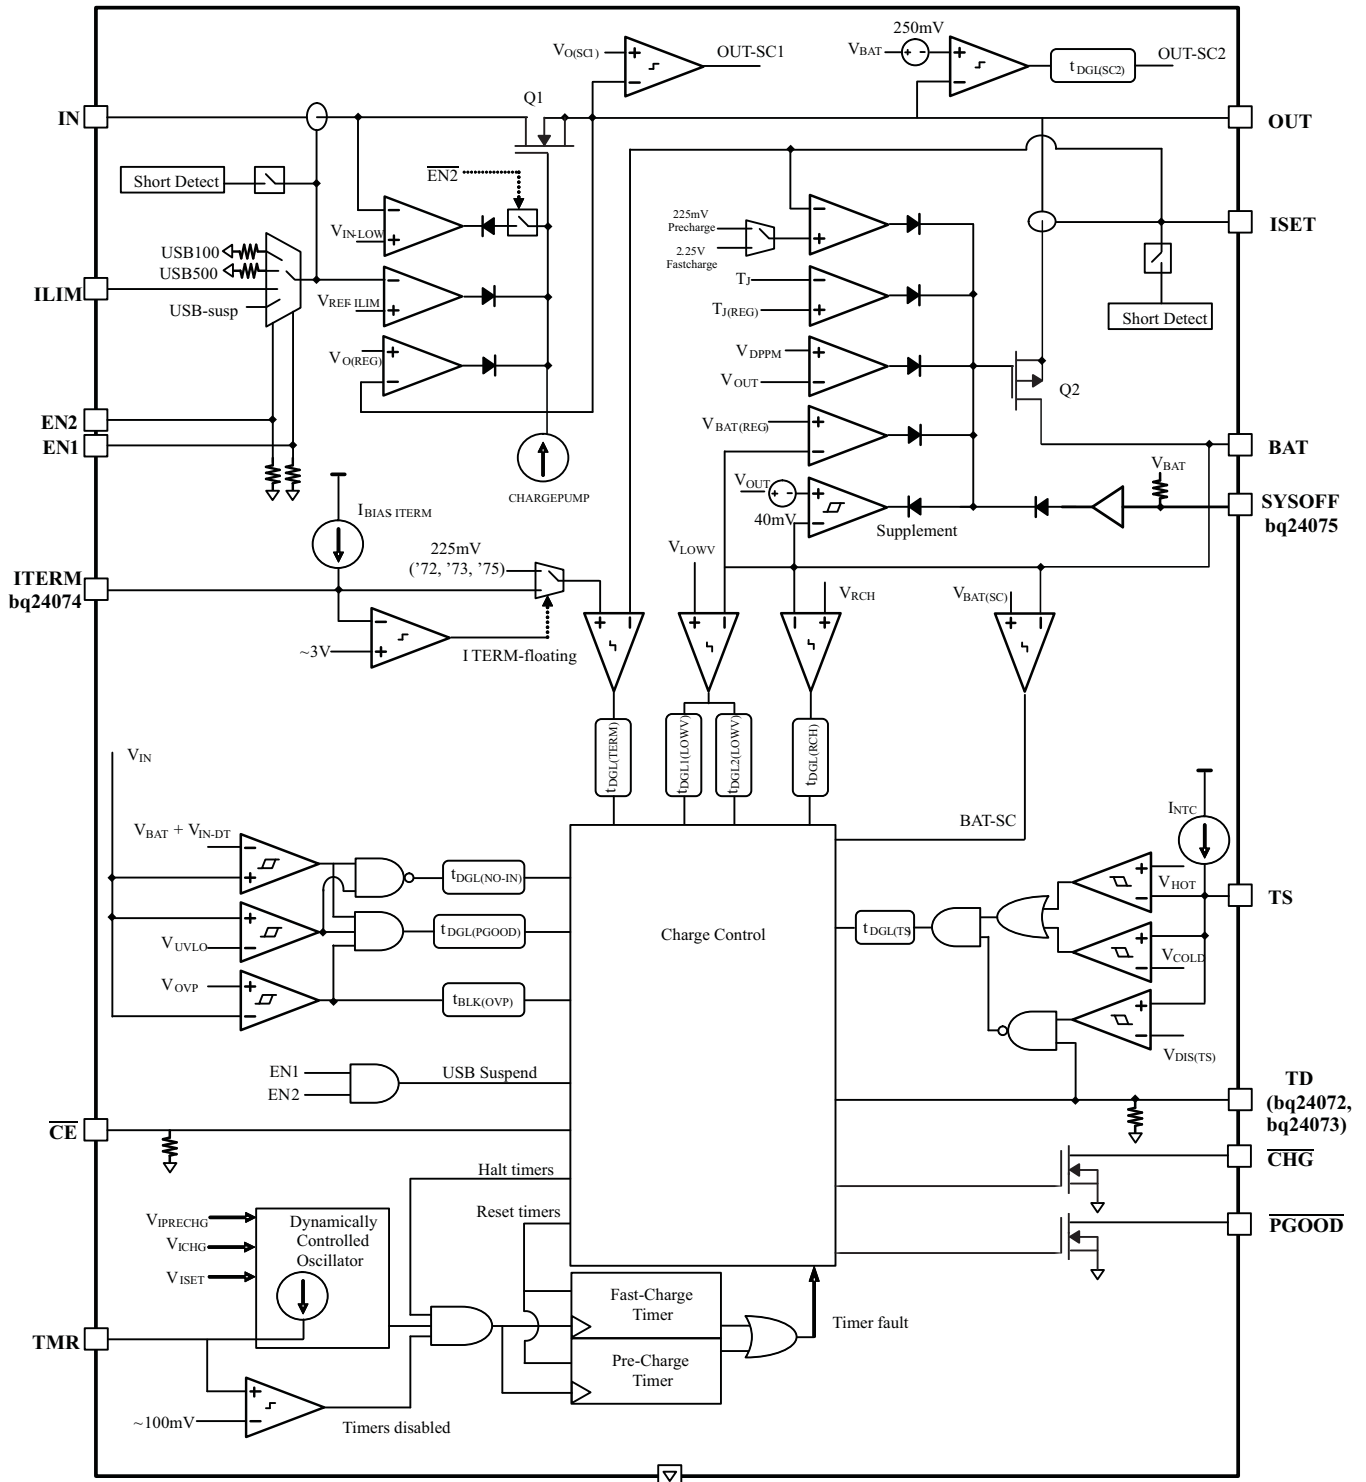 250mV
VO(SC1)
OUT-SC1
VBAT
tDGL(SC2)
OUT-SC2
Q1
IN
OUT
Short Detect
EN2
VIN-LOW
225mV
Precharge
2.25V
Fastcharge
ISET
USB100
USB500
ILIM
USB-susp
VREF-ILIM
TJ
TJ(REG)
Short Detect
VO(REG)
VDPPM
VOUT
Q2
EN2
EN1
VBAT(REG)
BAT
CHARGEPUMP
VOUT
40mV
Supplement
VBAT
SYSOFF
bq24075
IBIAS ITERM
225mV
('72, '73, '75)
VLOWV
ITERM
bq24074
VRCH
VBAT(SC)
~3V
I TERM-floating
tDGL(TERM)
tDGL1(LOWV)
tDGL2(LOWV)
tDGL(RCH)
VIN
BAT-SC
INTC
VBAT + VIN-DT
tDGL(NO-IN)
VHOT
TS
VUVLO
tDGL(PGOOD)
Charge Control
tDGL(TS)
VCOLD
VOVP
tBLK(OVP)
VDIS(TS)
EN1
EN2
USB Suspend
TD
(bq24072,
bq24073)
CE
CHG
Halt timers
Reset timers
PGOOD
VIPRECHG
VICHG
VISET
Dynamically
Controlled
Oscillator
Fast-Charge
Timer
Timer fault
TMR
Pre-Charge
Timer
~100mV
Timers disabled